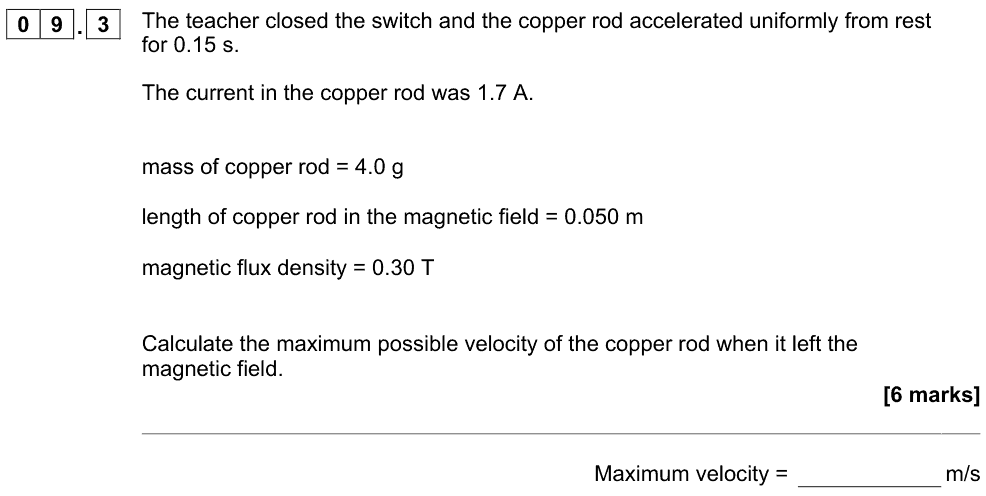 09.3 The teacher closed the switch and the copper rod accelerated uniformly from rest
for 0.15 s.
The current in the copper rod was 1.7 A.
mass of copper rod = 4.0 g
length of copper rod in the magnetic field = 0.050 m
magnetic flux density = 0.30 T
Calculate the maximum possible velocity of the copper rod when it left the
magnetic field.
[6 marks]
Maximum velocity = ____________ m/s